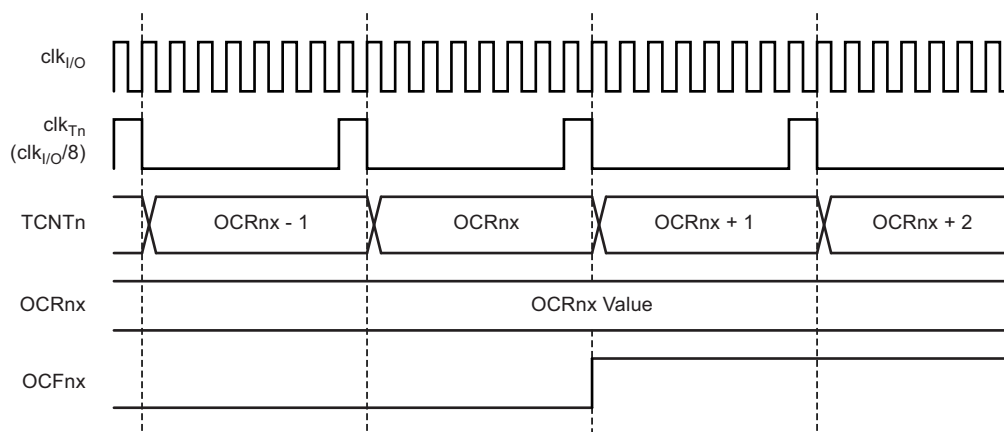 clkI/O
clkTn
(clkI/O/8)
TCNTn OCRnx - 1 OCRnx OCRnx + 1 OCRnx + 2
OCRnx OCRnx Value
OCFnx